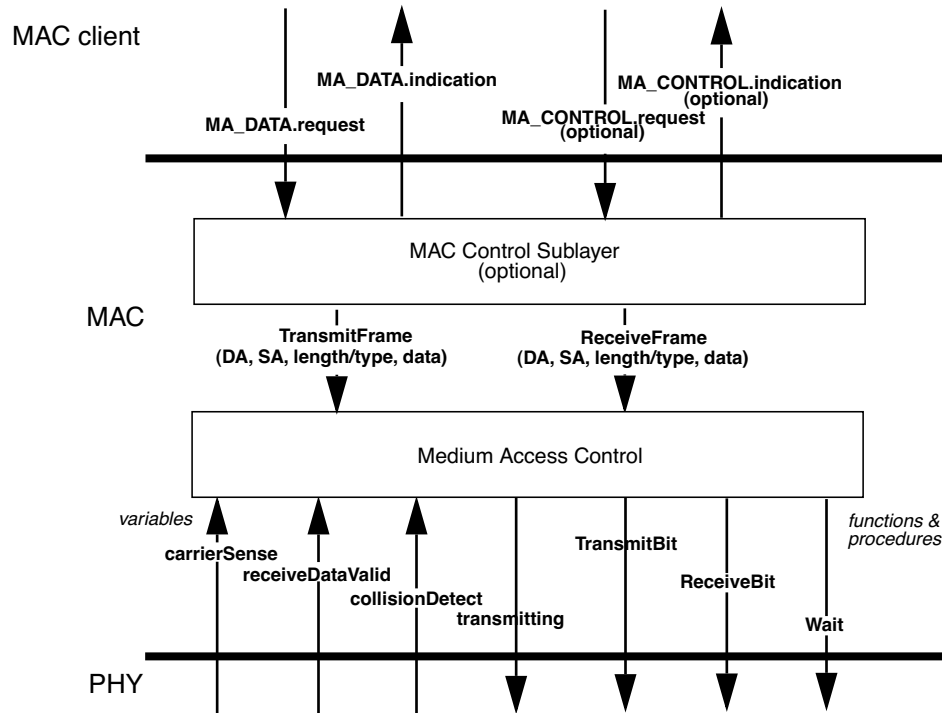 MAC client
MA_DATA.indication
MA_CONTROL.indication
(optional)
MA_DATA.request
MA_CONTROL.request
(optional)
MAC Control Sublayer
(optional)
MAC
TransmitFrame
(DA, SA, length/type, data)
ReceiveFrame
(DA, SA, length/type, data)
Medium Access Control
variables
functions &
procedures
carrierSense
receiveDataValid
collisionDetect
transmitting
TransmitBit
ReceiveBit
Wait
PHY